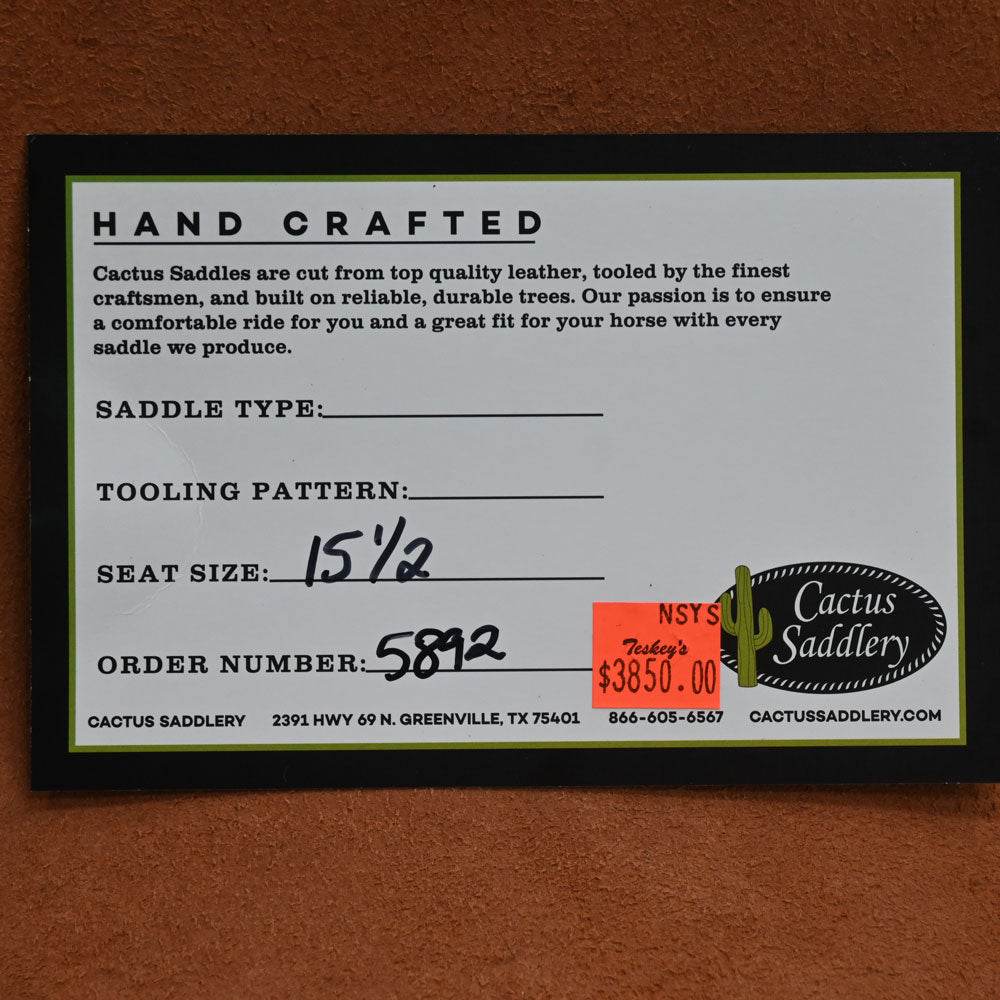 HAND CRAFTED
Cactus Saddles are cut from top quality leather, tooled by the finest
craftsmen, and built on reliable, durable trees. Our passion is to ensure
a comfortable ride for you and a great fit for your horse with every
saddle we produce.
SADDLE TYPE:
TOOLING PATTERN:
SEAT SIZE: 15 1/2
ORDER NUMBER: 5892
NSYS
Teskey's
$3850.00
Cactus
Saddlery
CACTUS SADDLERY 2391 HWY 69 N. GREENVILLE, TX 75401 866-605-6567 CACTUSSADDLERY.COM